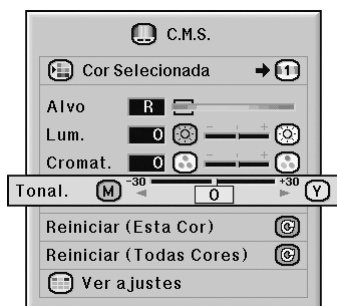 C.M.S.
Cor Selecionada 1
Alvo R
Lum. 0 - +
Cromat. 0 - +
Tonal. M -30 0 +30 Y
Reiniciar (Esta Cor)
Reiniciar (Todas Cores)
Ver ajustes